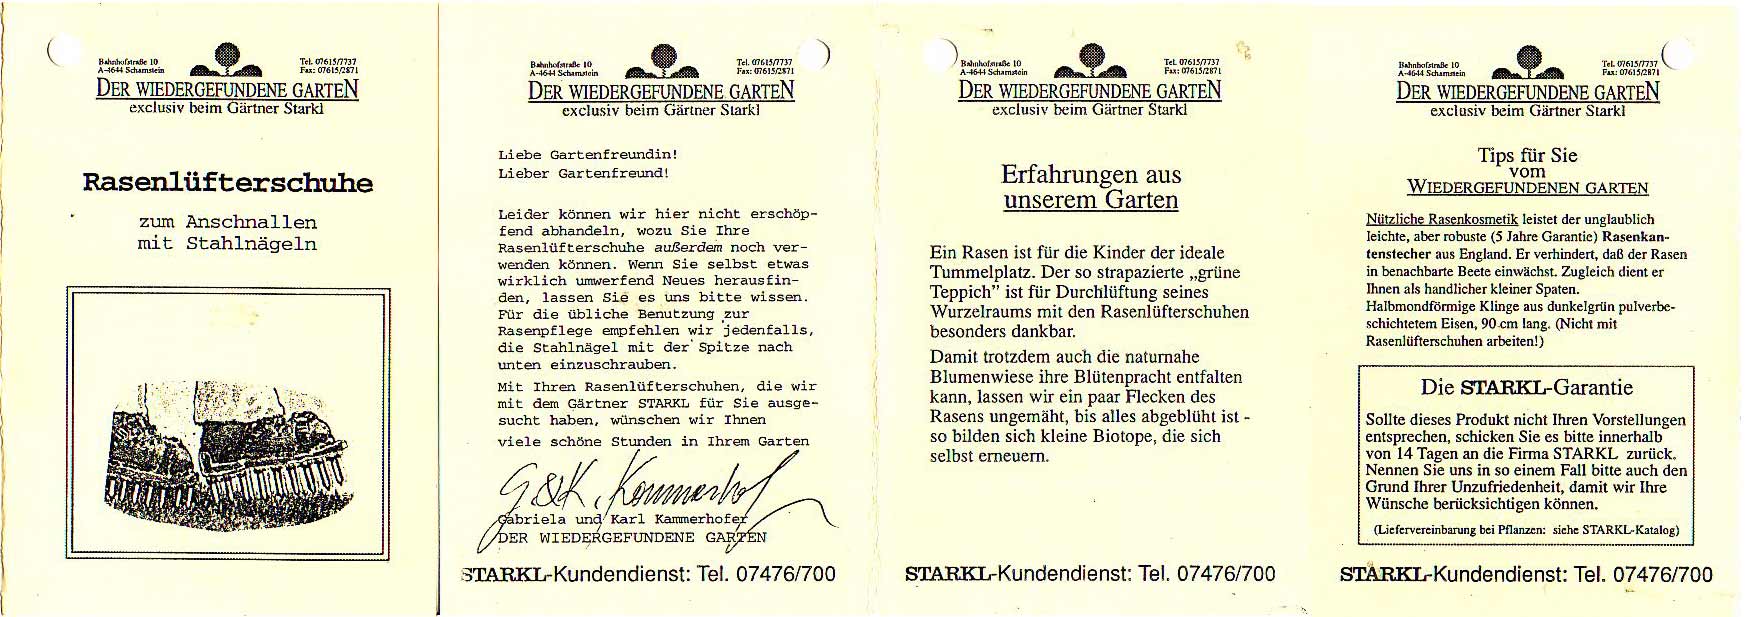 Bahnhofstraße 10
A-4644 Scharnstein
Tel. 07615/7737
Fax: 07615/2871
DER WIEDERGEFUNDENE GARTEN
exclusiv beim Gärtner Starkl
Rasenlüfterschuhe
zum Anschnallen
mit Stahlnägeln
Bahnhofstraße 10
A-4644 Scharnstein
Tel. 07615/7737
Fax: 07615/2871
DER WIEDERGEFUNDENE GARTEN
exclusiv beim Gärtner Starkl
Liebe Gartenfreundin!
Lieber Gartenfreund!
Leider können wir hier nicht erschöp-
fend abhandeln, wozu Sie Ihre
Rasenlüfterschuhe außerdem noch ver-
wenden können. Wenn Sie selbst etwas
wirklich umwerfend Neues herausfin-
den, lassen Sie es uns bitte wissen.
Für die übliche Benutzung zur
Rasenpflege empfehlen wir jedenfalls,
die Stahlnägel mit der Spitze nach
unten einzuschrauben.
Mit Ihren Rasenlüfterschuhen, die wir
mit dem Gärtner STARKL für Sie ausge-
sucht haben, wünschen wir Ihnen
viele schöne Stunden in Ihrem Garten
G&K. Kammerhofer
Gabriela und Karl Kammerhofer
DER WIEDERGEFUNDENE GARTEN
STARKL-Kundendienst: Tel. 07476/700
Bahnhofstraße 10
A-4644 Scharnstein
Tel. 07615/7737
Fax: 07615/2871
DER WIEDERGEFUNDENE GARTEN
exclusiv beim Gärtner Starkl
Erfahrungen aus
unserem Garten
Ein Rasen ist für die Kinder der ideale
Tummelplatz. Der so strapazierte „grüne
Teppich” ist für Durchlüftung seines
Wurzelraums mit den Rasenlüfterschuhen
besonders dankbar.
Damit trotzdem auch die naturnahe
Blumenwiese ihre Blütenpracht entfalten
kann, lassen wir ein paar Flecken des
Rasens ungemäht, bis alles abgeblüht ist -
so bilden sich kleine Biotope, die sich
selbst erneuern.
STARKL-Kundendienst: Tel. 07476/700
Bahnhofstraße 10
A-4644 Scharnstein
Tel. 07615/7737
Fax: 07615/2871
DER WIEDERGEFUNDENE GARTEN
exclusiv beim Gärtner Starkl
Tips für Sie
vom
WIEDERGEFUNDENEN GARTEN
Nützliche Rasenkosmetik leistet der unglaublich
leichte, aber robuste (5 Jahre Garantie) Rasenkan-
tenstecher aus England. Er verhindert, daß der Rasen
in benachbarte Beete einwächst. Zugleich dient er
Ihnen als handlicher kleiner Spaten.
Halbmondförmige Klinge aus dunkelgrün pulverbe-
schichtetem Eisen, 90 cm lang. (Nicht mit
Rasenlüfterschuhen arbeiten!)
Die STARKL-Garantie
Sollte dieses Produkt nicht Ihren Vorstellungen
entsprechen, schicken Sie es bitte innerhalb
von 14 Tagen an die Firma STARKL zurück.
Nennen Sie uns in so einem Fall bitte auch den
Grund Ihrer Unzufriedenheit, damit wir Ihre
Wünsche berücksichtigen können.
(Liefervereinbarung bei Pflanzen: siehe STARKL-Katalog)
STARKL-Kundendienst: Tel. 07476/700